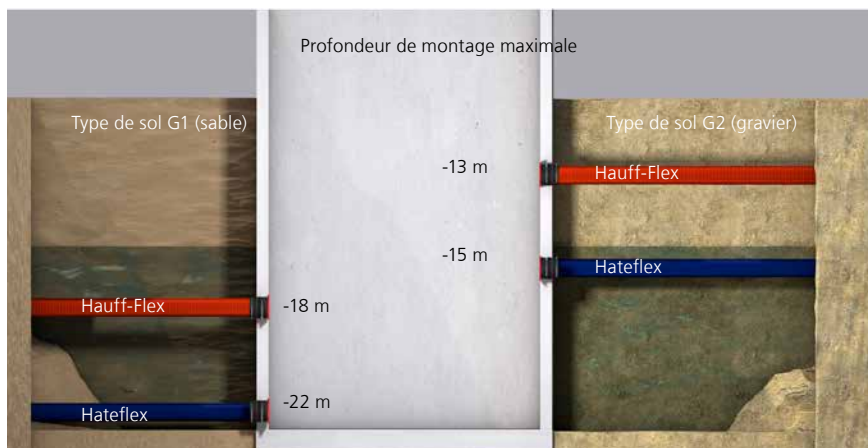 Profondeur de montage maximale
Type de sol G1 (sable)
Type de sol G2 (gravier)
-13 m
Hauff-Flex
-15 m
Hateflex
Hauff-Flex
-18 m
Hateflex
-22 m